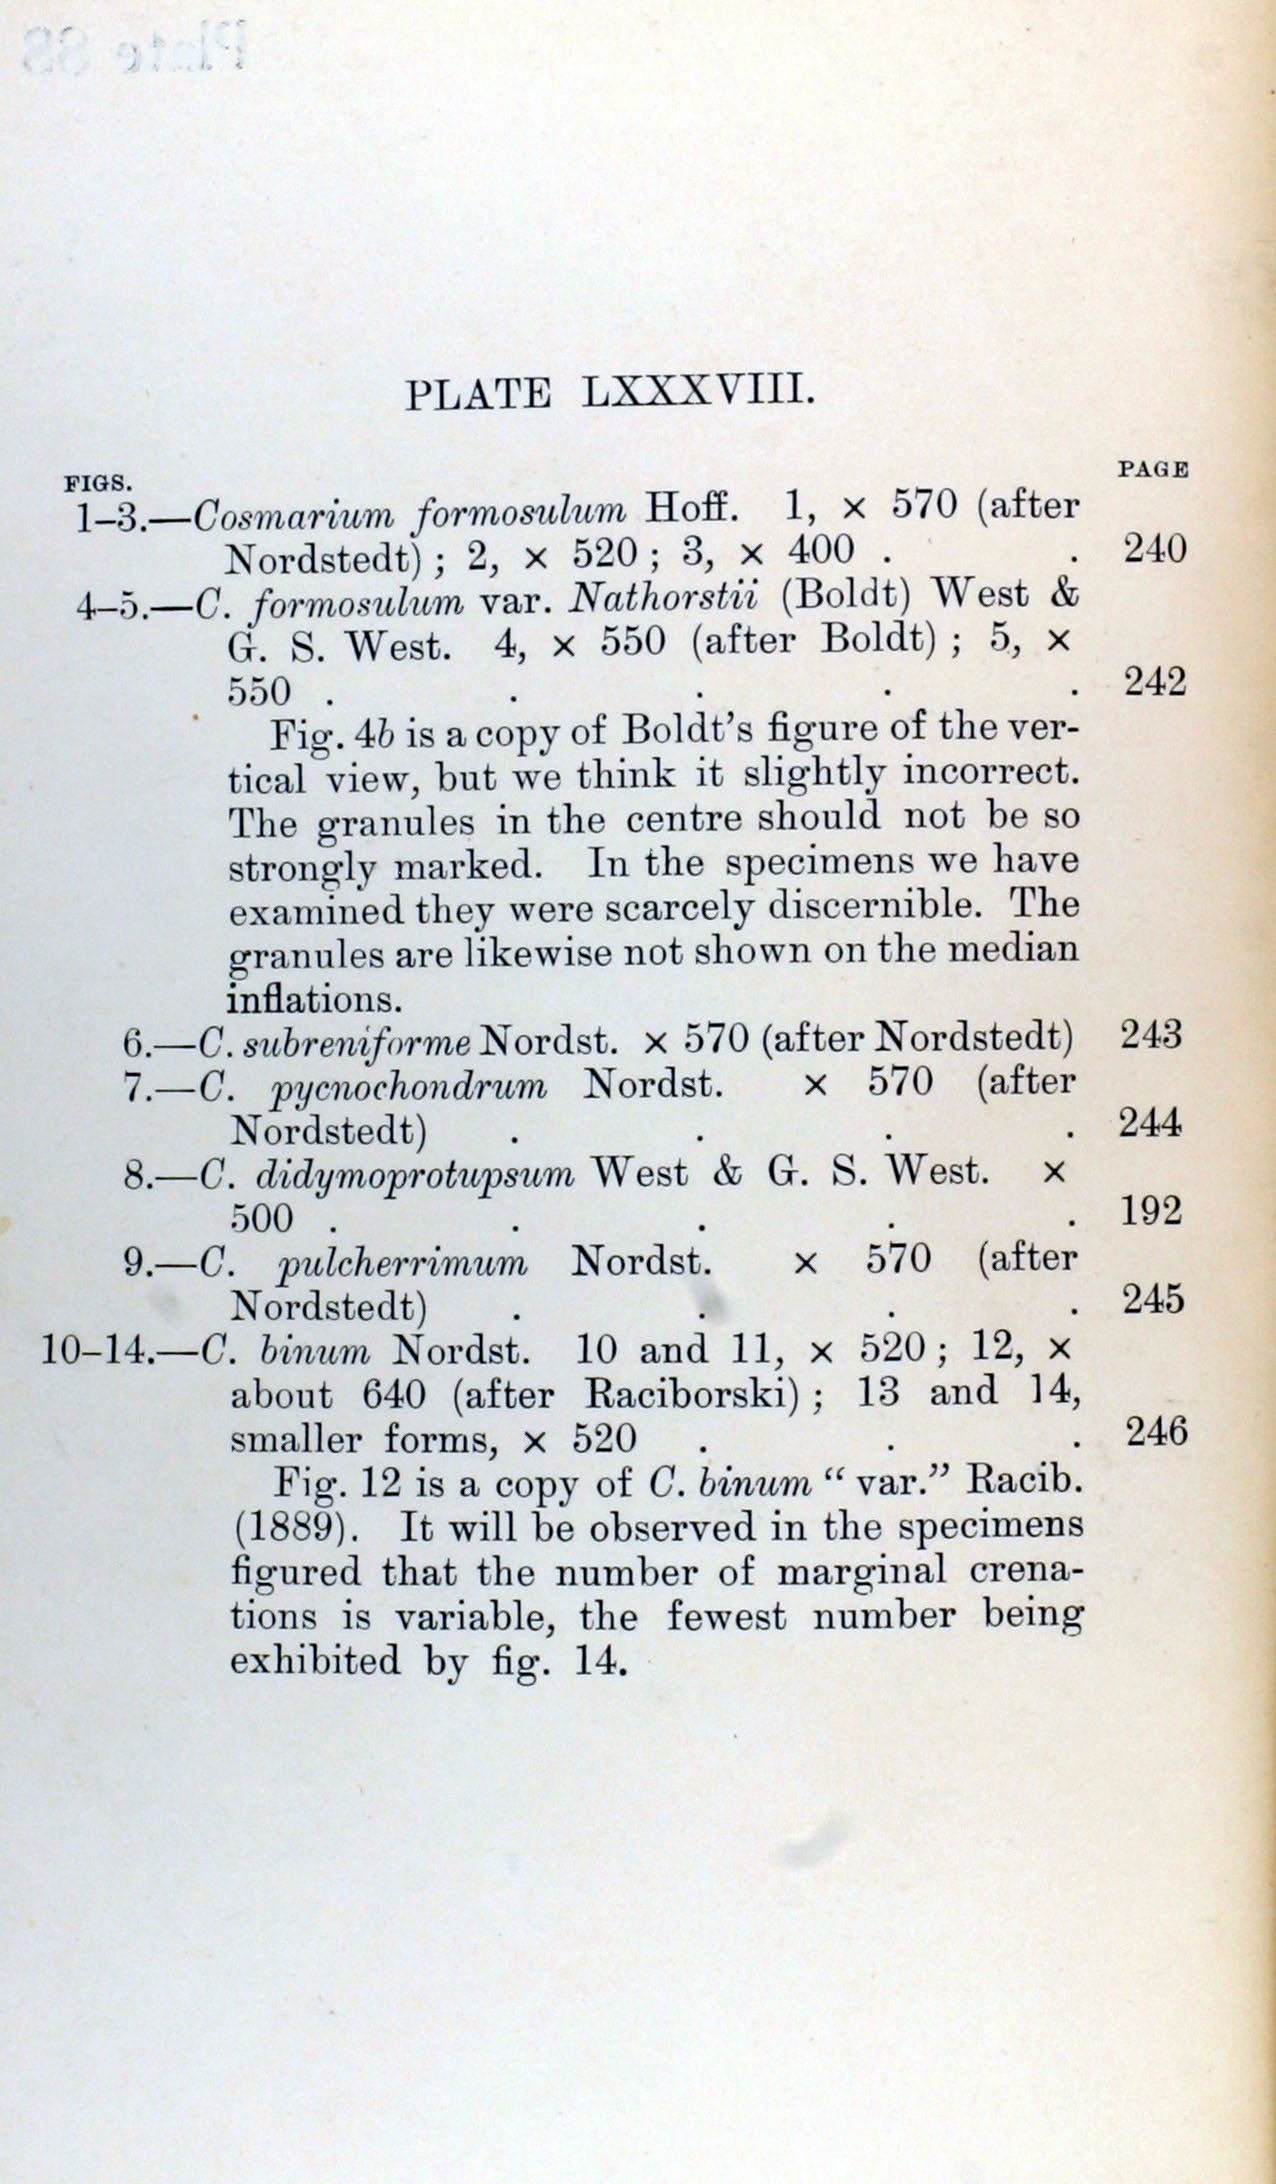 Plate 88
PLATE LXXXVIII.
FIGS. PAGE
1–3.—Cosmarium formosulum Hoff. 1, × 570 (after
Nordstedt) ; 2, × 520 ; 3, × 400 . . 240
4–5.—C. formosulum var. Nathorstii (Boldt) West &
G. S. West. 4, × 550 (after Boldt) ; 5, ×
550 . . . . . 242
Fig. 4b is a copy of Boldt's figure of the ver-
tical view, but we think it slightly incorrect.
The granules in the centre should not be so
strongly marked. In the specimens we have
examined they were scarcely discernible. The
granules are likewise not shown on the median
inflations.
6.—C. subreniforme Nordst. × 570 (after Nordstedt) 243
7.—C. pycnochondrum Nordst. × 570 (after
Nordstedt) . . . . 244
8.—C. didymoprotupsum West & G. S. West. ×
500 . . . . . 192
9.—C. pulcherrimum Nordst. × 570 (after
Nordstedt) . . . . 245
10–14.—C. binum Nordst. 10 and 11, × 520 ; 12, ×
about 640 (after Raciborski) ; 13 and 14,
smaller forms, × 520 . . . 246
Fig. 12 is a copy of C. binum “ var.” Racib.
(1889). It will be observed in the specimens
figured that the number of marginal crena-
tions is variable, the fewest number being
exhibited by fig. 14.